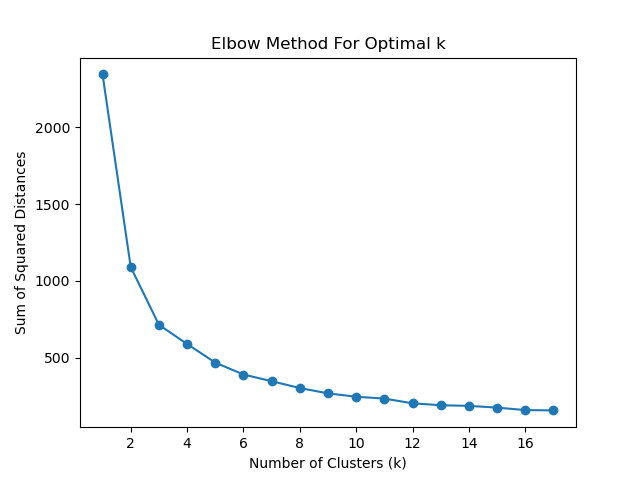 Elbow Method For Optimal k
Sum of Squared Distances
2000
1500
1000
500
2 4 6 8 10 12 14 16
Number of Clusters (k)